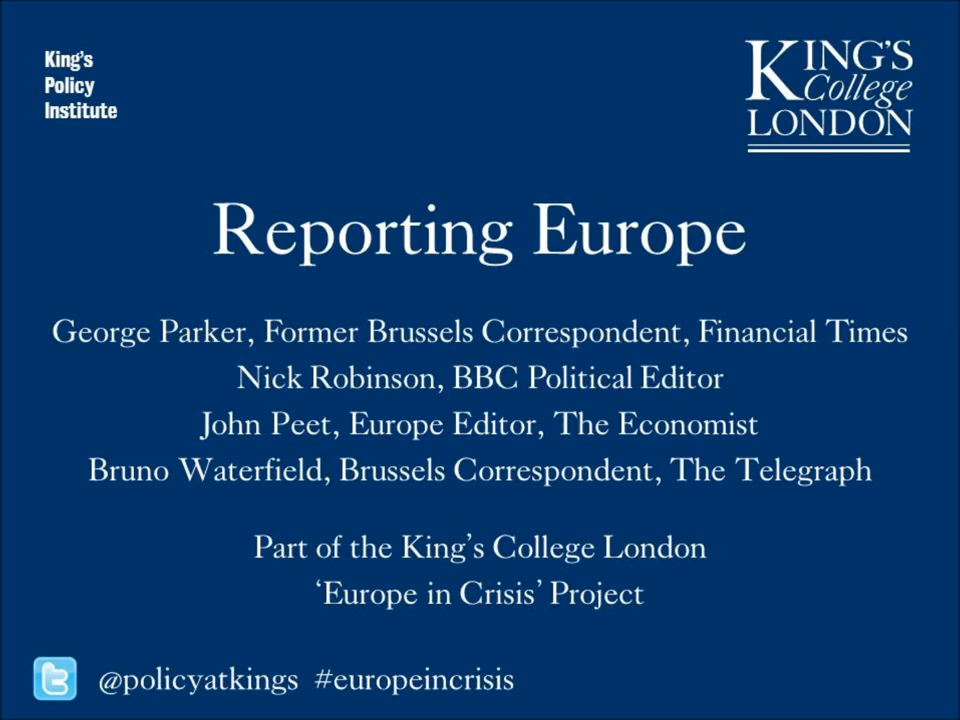 King's
Policy
Institute
KING'S
College
LONDON
Reporting Europe
George Parker, Former Brussels Correspondent, Financial Times
Nick Robinson, BBC Political Editor
John Peet, Europe Editor, The Economist
Bruno Waterfield, Brussels Correspondent, The Telegraph
Part of the King’s College London
‘Europe in Crisis’ Project
@policyatkings #europeincrisis